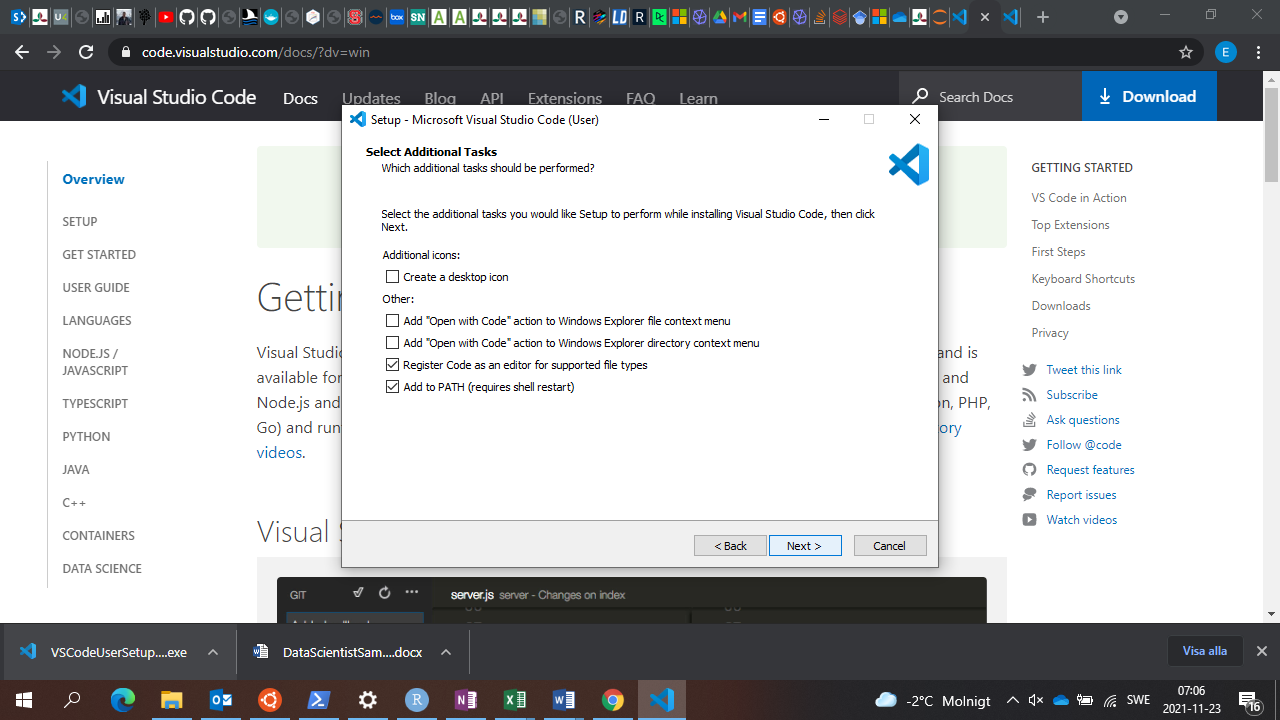 code.visualstudio.com/docs/?dv=win
E
Visual Studio Code
Docs
Updates
Blog
API
Extensions
FAQ
Learn
Search Docs
Download
Setup - Microsoft Visual Studio Code (User)
Select Additional Tasks
Which additional tasks should be performed?
Select the additional tasks you would like Setup to perform while installing Visual Studio Code, then click
Next.
Additional icons:
Create a desktop icon
Other:
Add "Open with Code" action to Windows Explorer file context menu
Add "Open with Code" action to Windows Explorer directory context menu
Register Code as an editor for supported file types
Add to PATH (requires shell restart)
< Back
Next >
Cancel
Overview
SETUP
GET STARTED
USER GUIDE
LANGUAGES
NODE.JS /
JAVASCRIPT
TYPESCRIPT
PYTHON
JAVA
C++
CONTAINERS
DATA SCIENCE
Visual
and is
available for
and
Node.js and
PHP,
Go) and
videos.
Visual
GIT
server.js server - Changes on index
GETTING STARTED
VS Code in Action
Top Extensions
First Steps
Keyboard Shortcuts
Downloads
Privacy
Tweet this link
Subscribe
Ask questions
Follow @code
Request features
Report issues
Watch videos
VSCodeUserSetup....exe
DataScientistSam....docx
Visa alla
-2°C Molnigt
SWE
07:06
2021-11-23
16